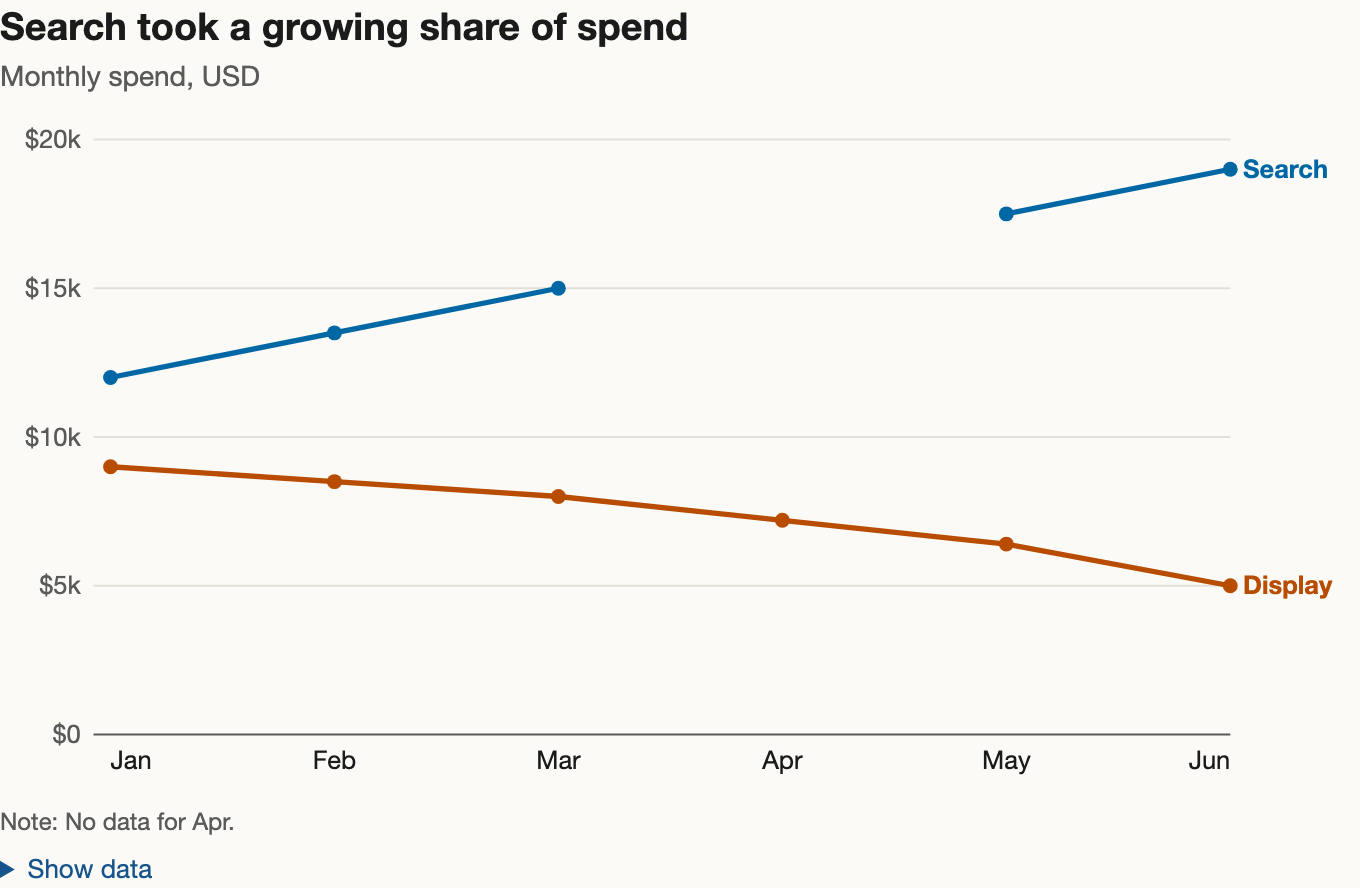 Search took a growing share of spend
Monthly spend, USD
$20k
Search
$15k
$10k
$5k
Display
$0
Jan Feb Mar Apr May Jun
Note: No data for Apr.
Show data